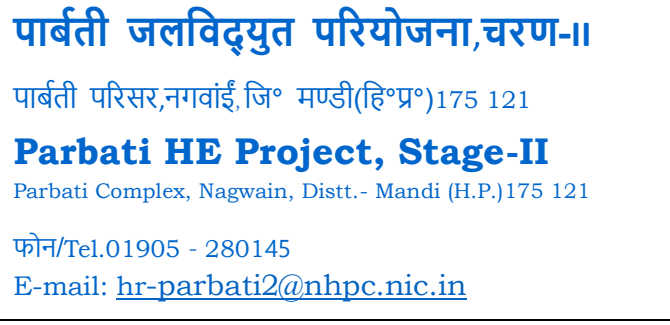 पार्बती जलविद्युत परियोजना,चरण-II
पार्बती परिसर,नगवांईं,जि° मण्डी(हि°प्र°)175 121
Parbati HE Project, Stage-II
Parbati Complex, Nagwain, Distt.- Mandi (H.P.)175 121
फोन/Tel.01905 - 280145
E-mail: hr-parbati2@nhpc.nic.in